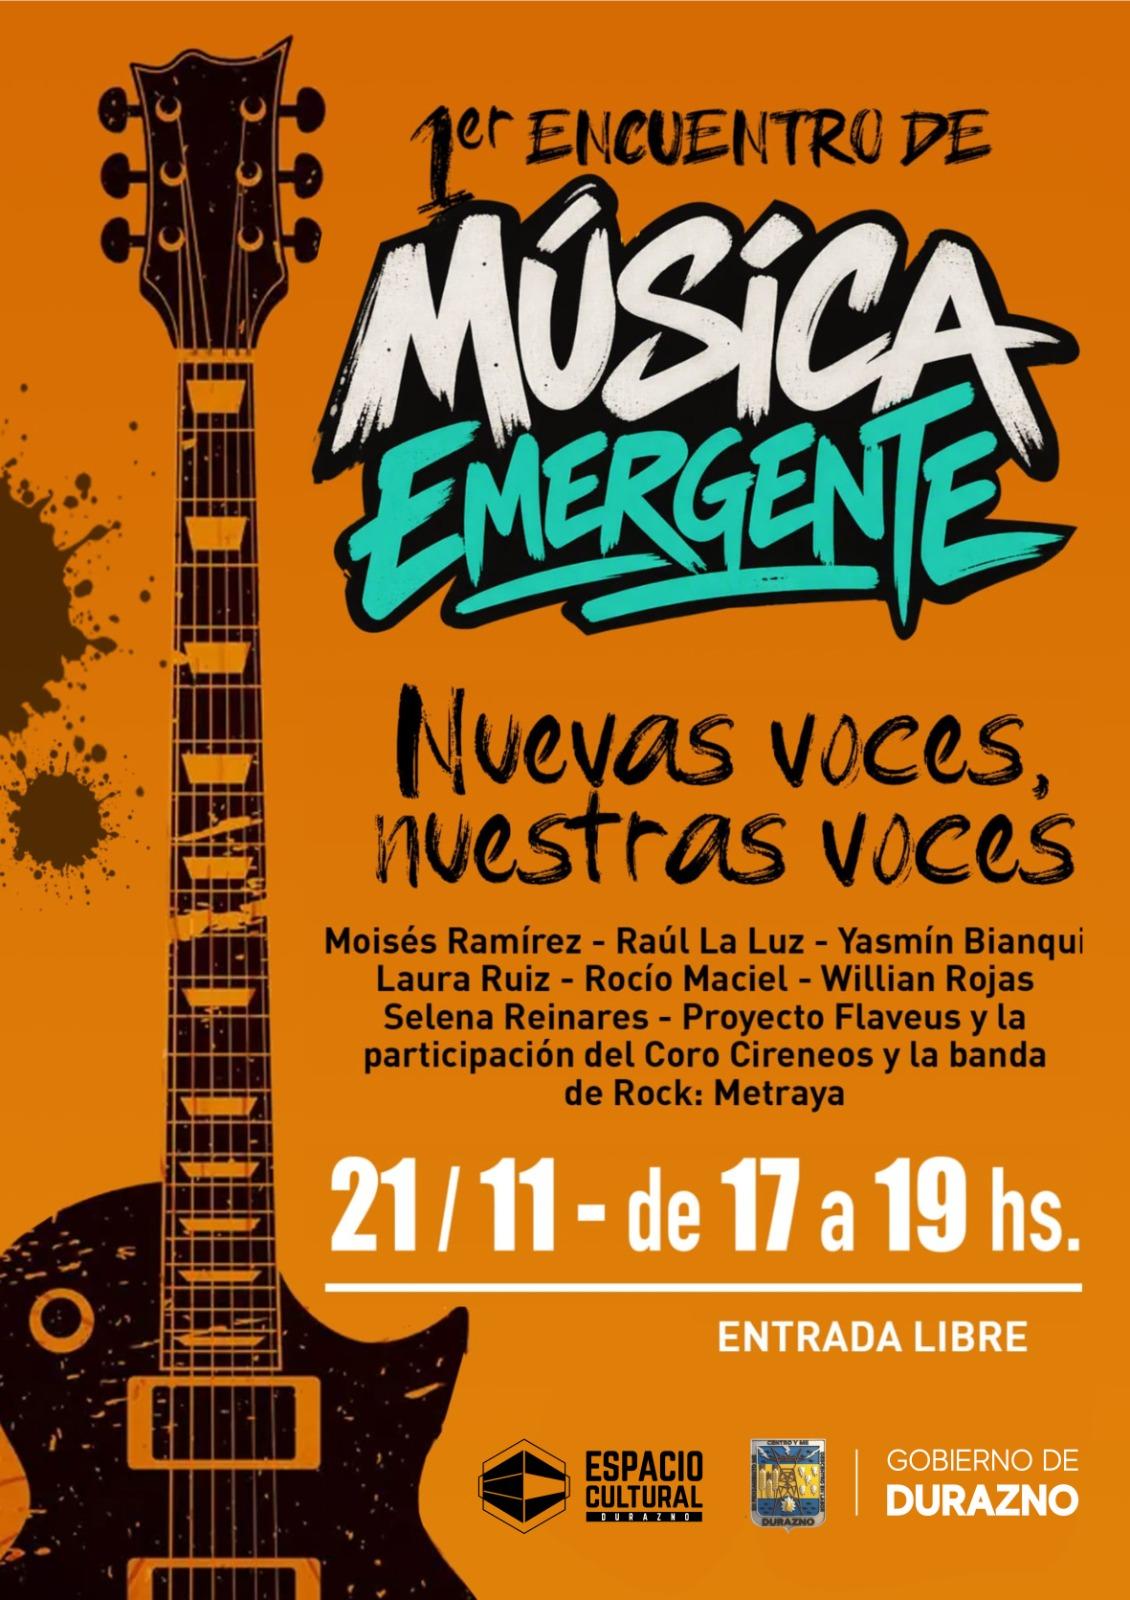 1er ENCUENTRO DE
MÚSICA
EMERGENTE
Nuevas voces,
nuestras voces
Moisés Ramírez - Raúl La Luz - Yasmín Bianqui
Laura Ruiz - Rocío Maciel - Willian Rojas
Selena Reinares - Proyecto Flaveus y la
participación del Coro Cireneos y la banda
de Rock: Metraya
21 / 11 - de 17 a 19 hs.
ENTRADA LIBRE
ESPACIO
CULTURAL
DURAZNO
CENTRO Y ME
DURAZNO
GOBIERNO DE
DURAZNO